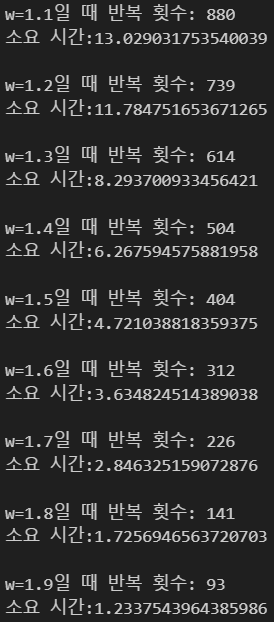 w=1.1일 때 반복 횟수: 880
소요 시간:13.029031753540039
w=1.2일 때 반복 횟수: 739
소요 시간:11.784751653671265
w=1.3일 때 반복 횟수: 614
소요 시간:8.293700933456421
w=1.4일 때 반복 횟수: 504
소요 시간:6.267594575881958
w=1.5일 때 반복 횟수: 404
소요 시간:4.721038818359375
w=1.6일 때 반복 횟수: 312
소요 시간:3.634824514389038
w=1.7일 때 반복 횟수: 226
소요 시간:2.846325159072876
w=1.8일 때 반복 횟수: 141
소요 시간:1.7256946563720703
w=1.9일 때 반복 횟수: 93
소요 시간:1.2337543964385986